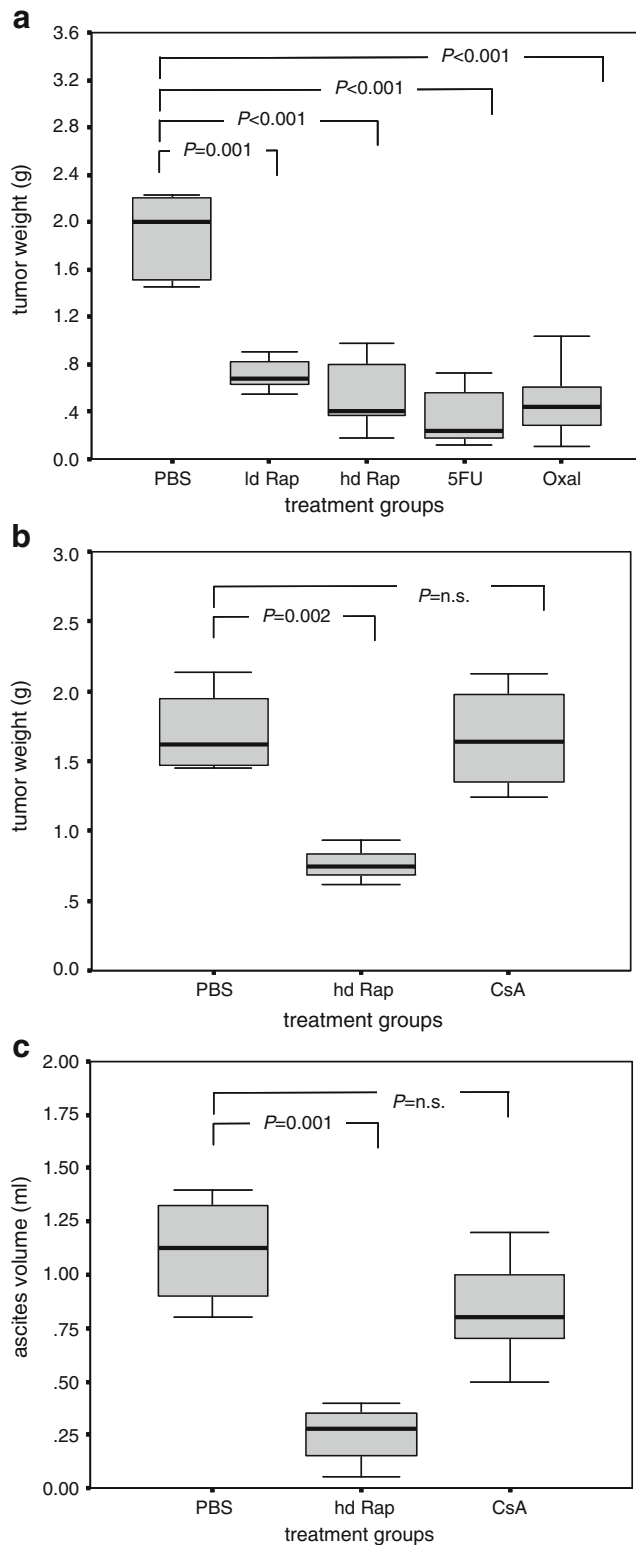 a
3.6
3.2
2.8
2.4
2.0
1.6
1.2
.8
.4
0.0
tumor weight (g)
P<0.001
P<0.001
P<0.001
P=0.001
PBS ld Rap hd Rap 5FU Oxal
treatment groups
b
3.0
2.5
2.0
1.5
1.0
.5
0.0
tumor weight (g)
P=n.s.
P=0.002
PBS hd Rap CsA
treatment groups
c
2.00
1.75
1.50
1.25
1.00
.75
.50
.25
0.00
ascites volume (ml)
P=n.s.
P=0.001
PBS hd Rap CsA
treatment groups